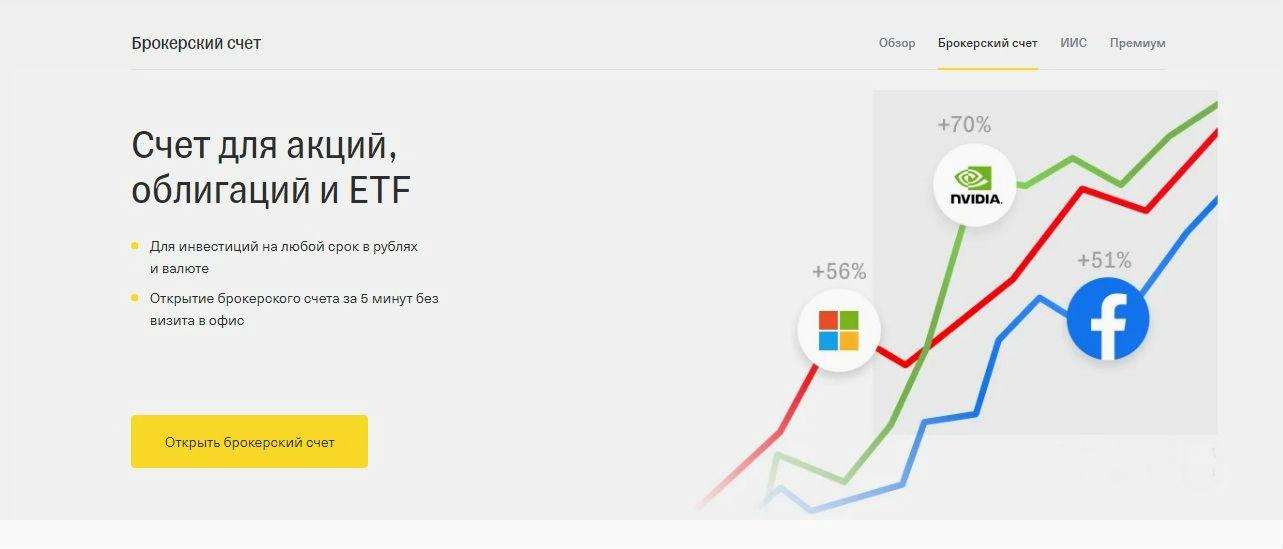 Брокерский счет
Обзор
Брокерский счет
ИИС
Премиум
Счет для акций,
облигаций и ETF
Для инвестиций на любой срок в рублях
и валюте
Открытие брокерского счета за 5 минут без
визита в офис
Открыть брокерский счет
+70%
NVIDIA.
+56%
+51%